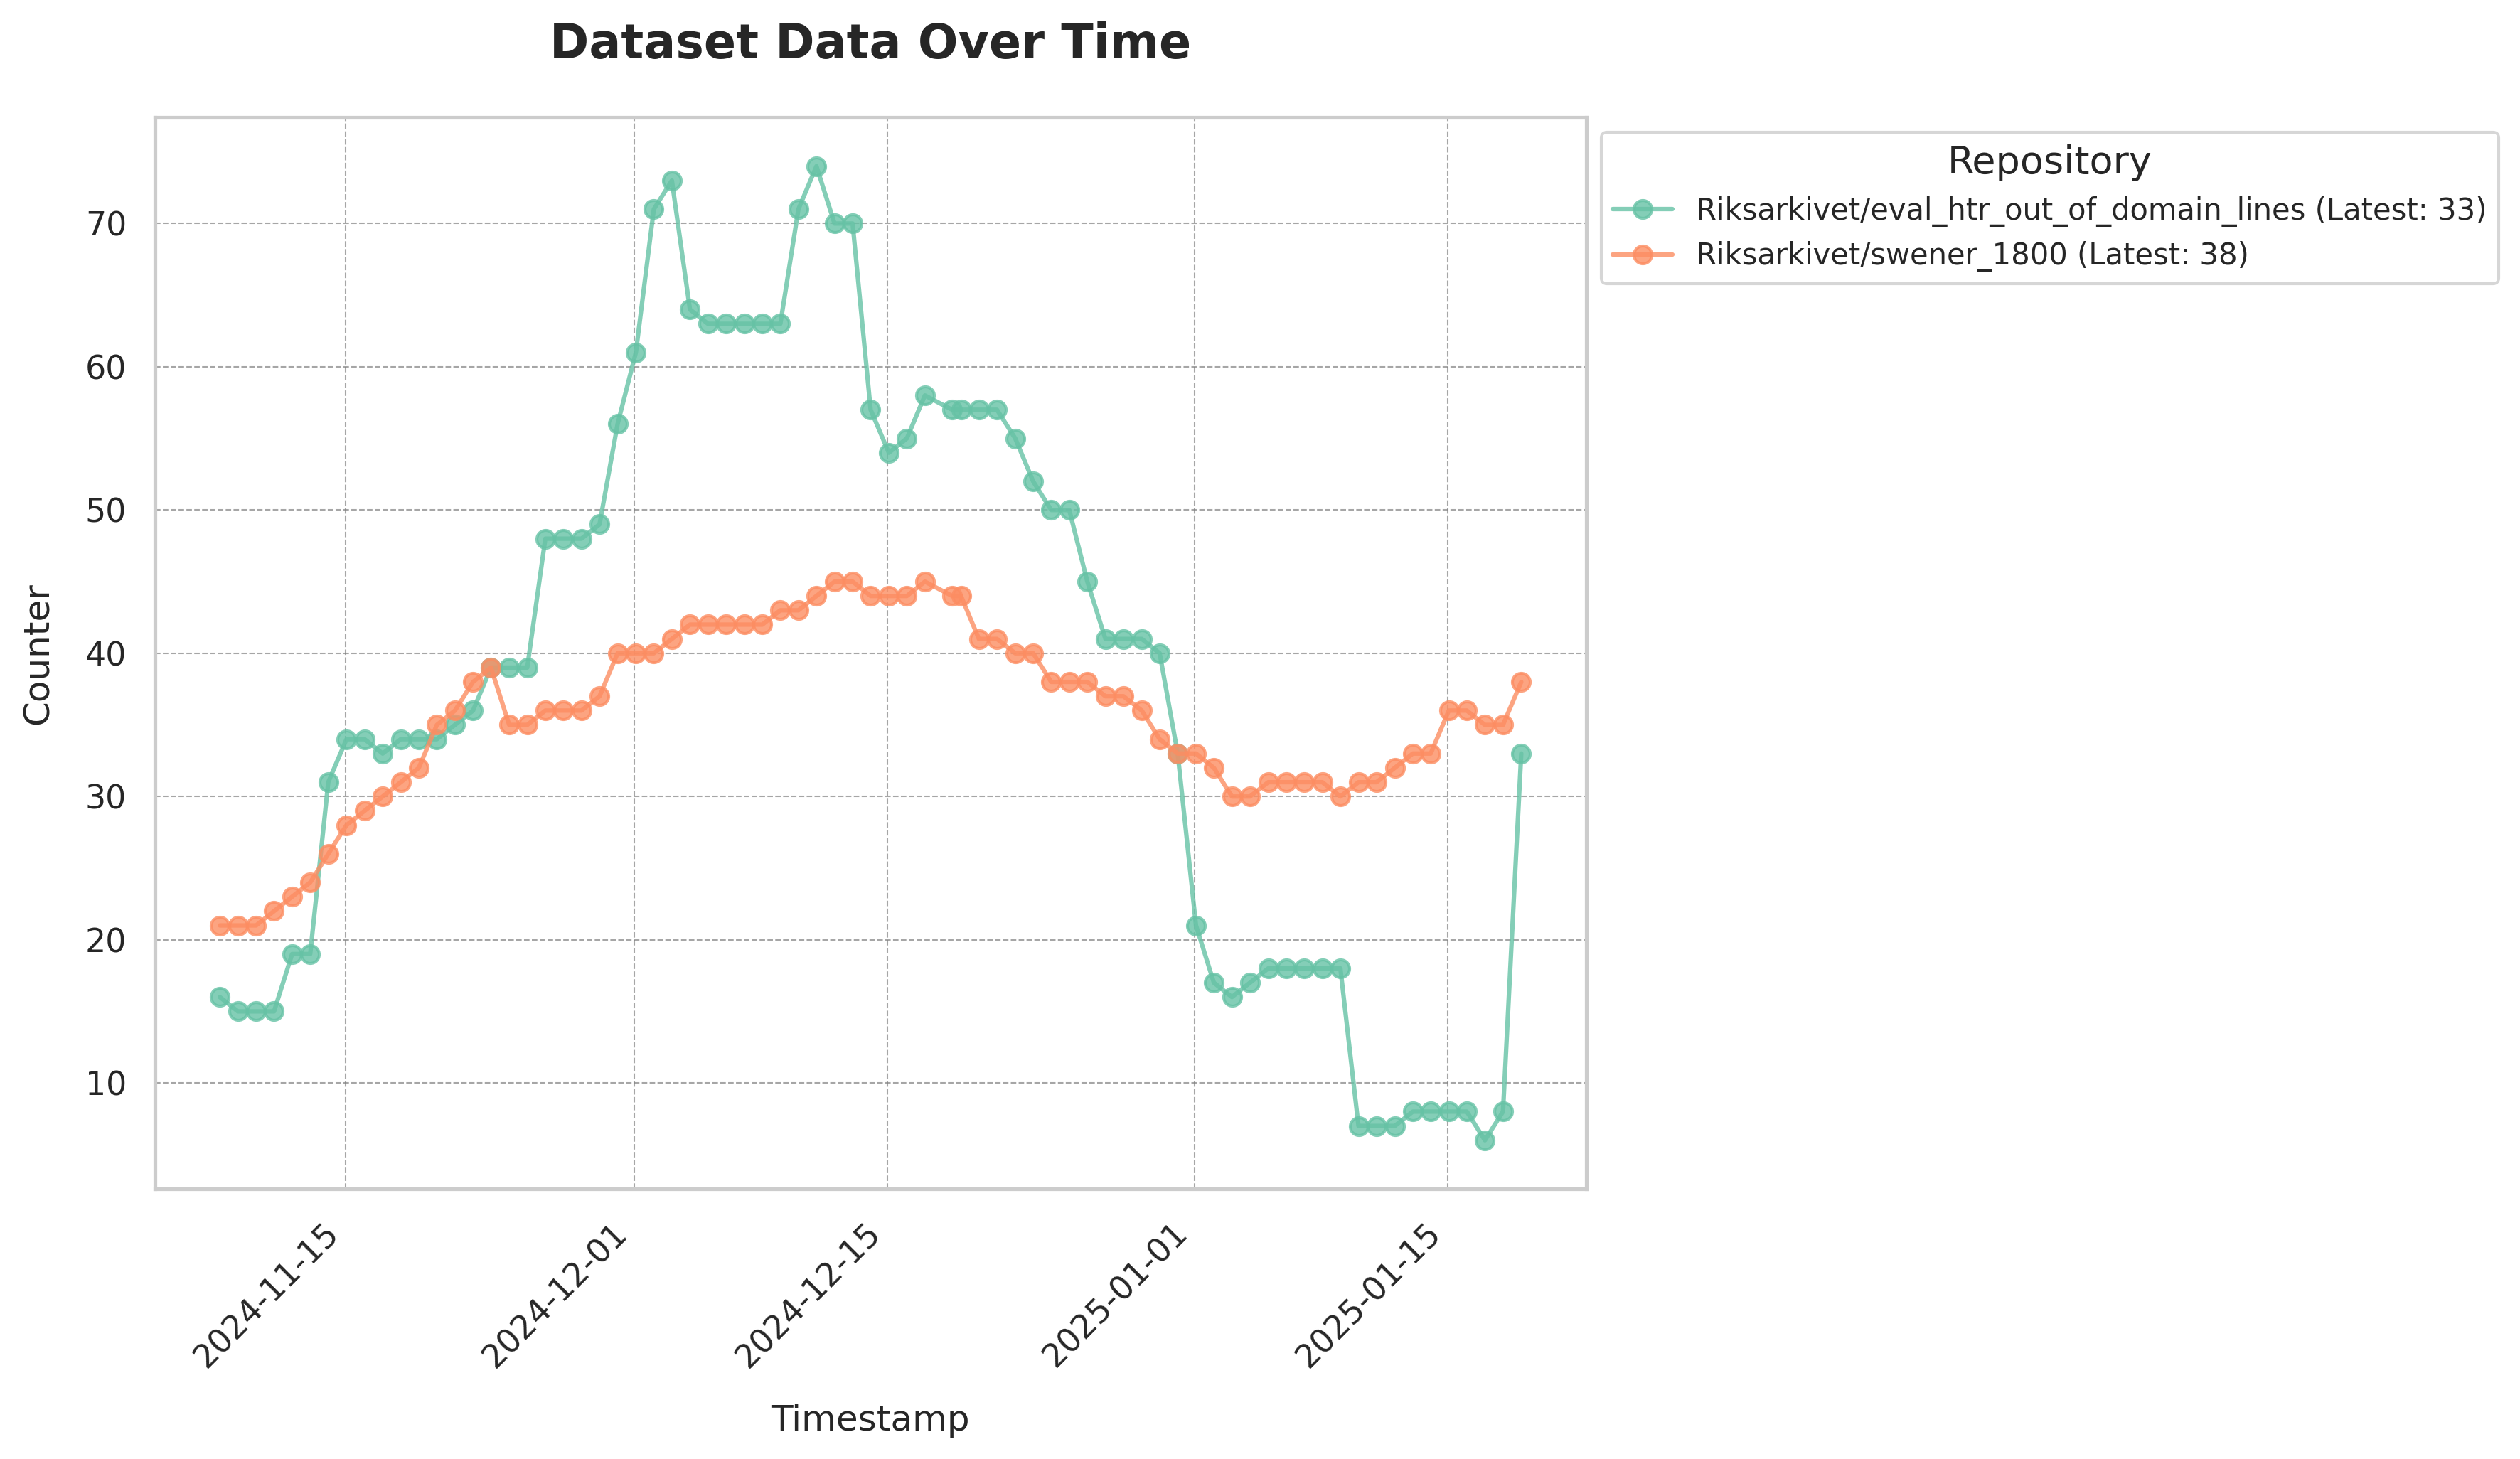 Dataset Data Over Time
Repository
Riksarkivet/eval_htr_out_of_domain_lines (Latest: 33)
Riksarkivet/swener_1800 (Latest: 38)
Counter
70
60
50
40
30
20
10
2024-11-15
2024-12-01
2024-12-15
2025-01-01
2025-01-15
Timestamp